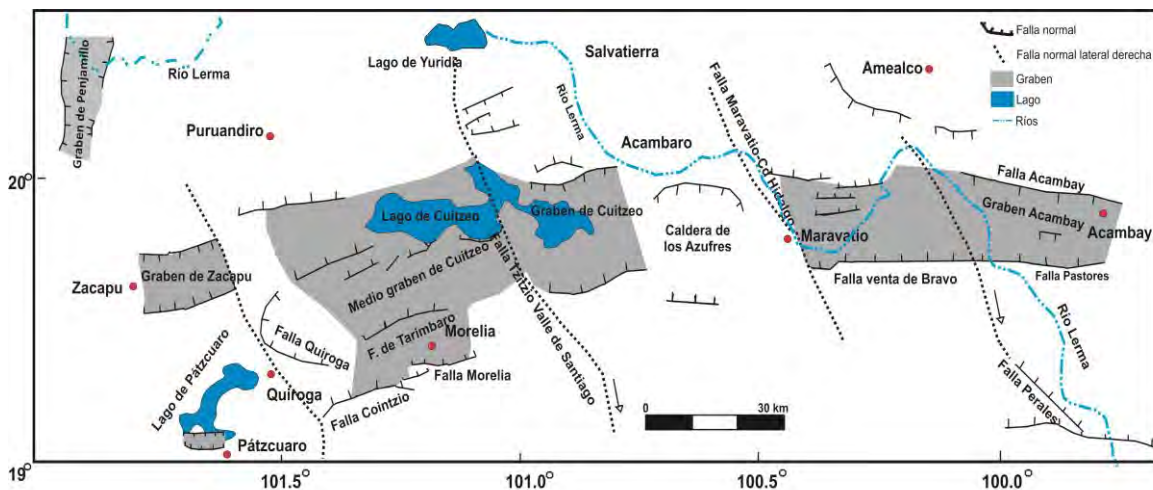 Falla normal
Falla normal lateral derecha
Graben
Lago
Ríos
Graben de Penjamillo
Río Lerma
Lago de Yuridia
Salvatierra
Río Lerma
Amealco
Puruandiro
Acambaro
Falla Maravatio-Cd Hidalgo
20°
Falla Acambay
Graben Acambay
Acambay
Lago de Cuitzeo
Graben de Cuitzeo
Caldera de
los Azufres
Maravatio
Graben de Zacapu
Zacapu
Medio graben de Cuitzeo
Falla Tzitzio Valle de Santiago
Falla venta de Bravo
Falla Pastores
Falla Quiroga
F. de Tarimbaro
Morelia
Falla Morelia
Río Lerma
Lago de Pátzcuaro
Quiroga
Falla Cointzio
Falla Perales
0
30 km
Pátzcuaro
19°
101.5°
101.0°
100.5°
100.0°